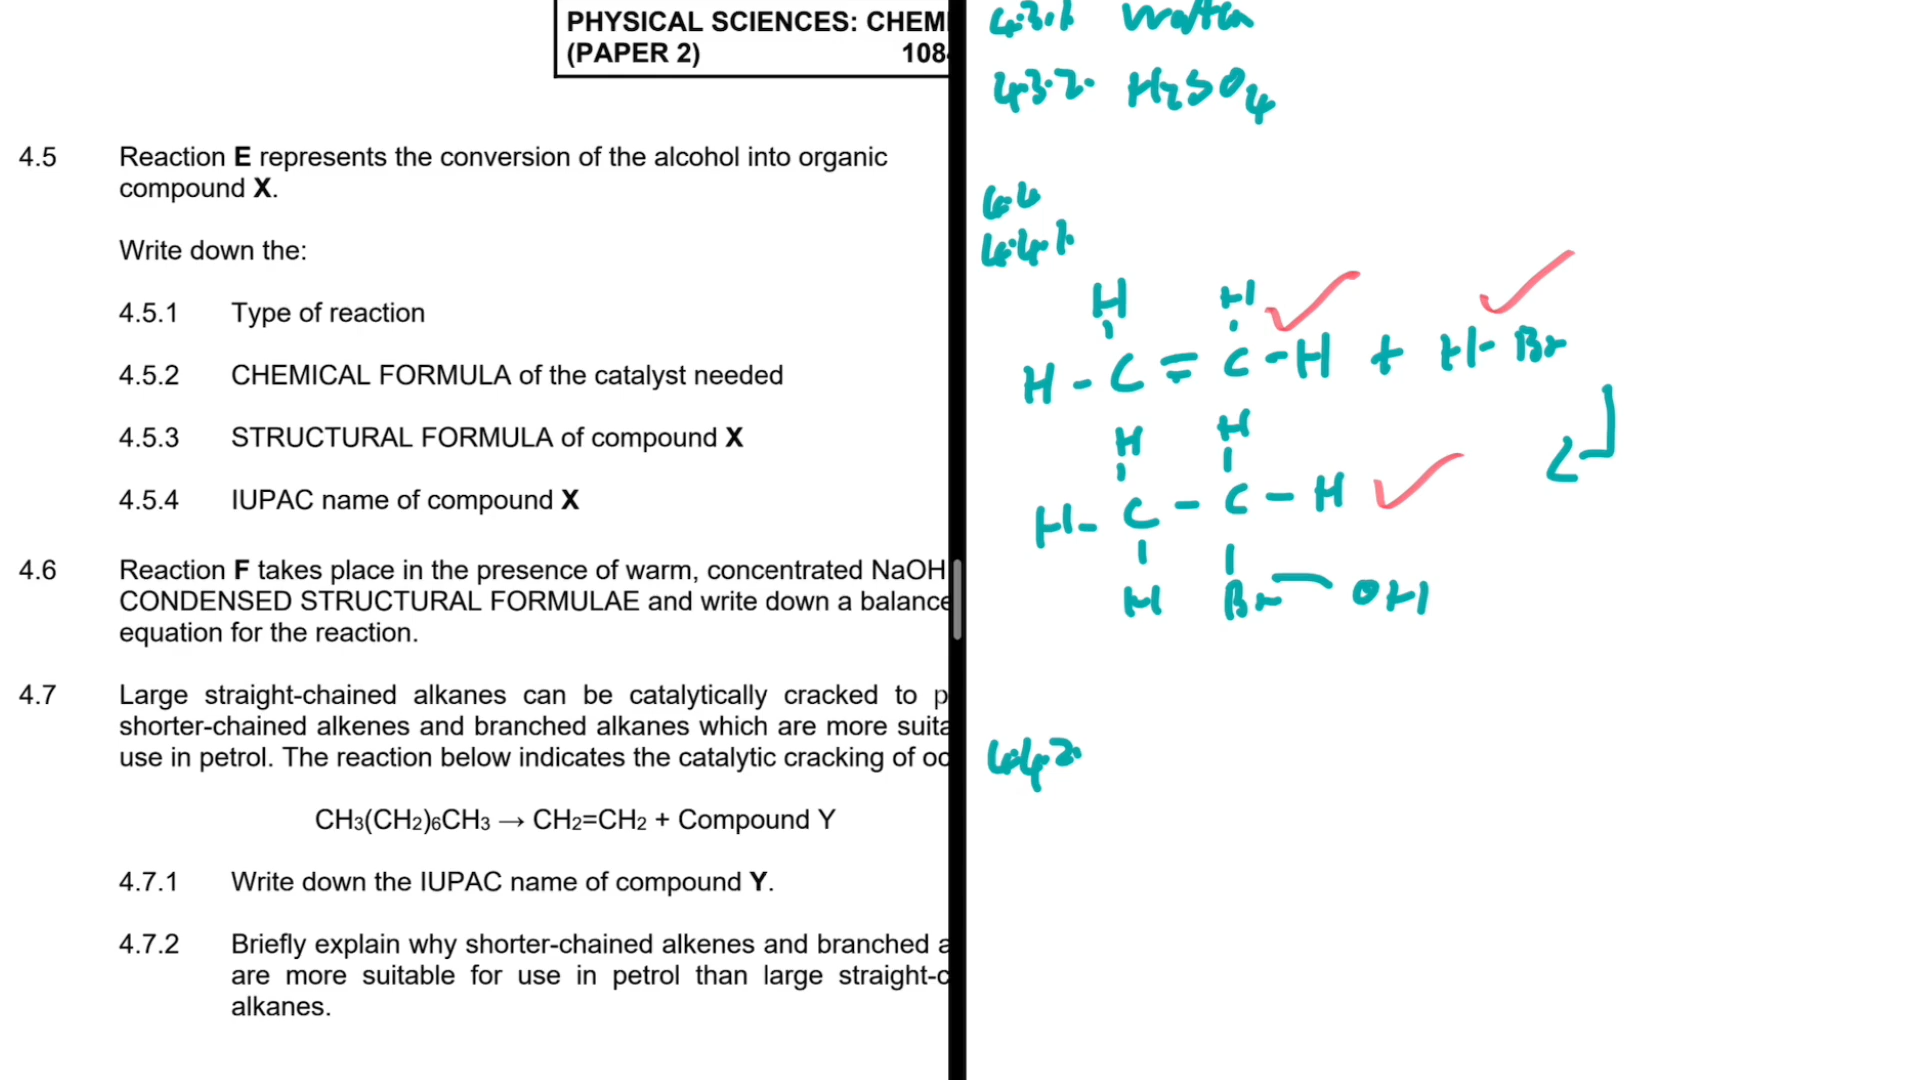 PHYSICAL SCIENCES: CHEMI
(PAPER 2) 108
4.5 Reaction E represents the conversion of the alcohol into organic
compound X.
Write down the:
4.5.1 Type of reaction
4.5.2 CHEMICAL FORMULA of the catalyst needed
4.5.3 STRUCTURAL FORMULA of compound X
4.5.4 IUPAC name of compound X
4.6 Reaction F takes place in the presence of warm, concentrated NaOH
CONDENSED STRUCTURAL FORMULAE and write down a balance
equation for the reaction.
4.7 Large straight-chained alkanes can be catalytically cracked to p
shorter-chained alkenes and branched alkanes which are more suita
use in petrol. The reaction below indicates the catalytic cracking of oc
CH3(CH2)6CH3 → CH2=CH2 + Compound Y
4.7.1 Write down the IUPAC name of compound Y.
4.7.2 Briefly explain why shorter-chained alkenes and branched a
are more suitable for use in petrol than large straight-c
alkanes.
4.3.1 Water
4.3.2. H2SO4
4.4
4.4.1.
H H
H - C = C - H + H - Br
H H
H - C - C - H
H Br OH
4.4.2.